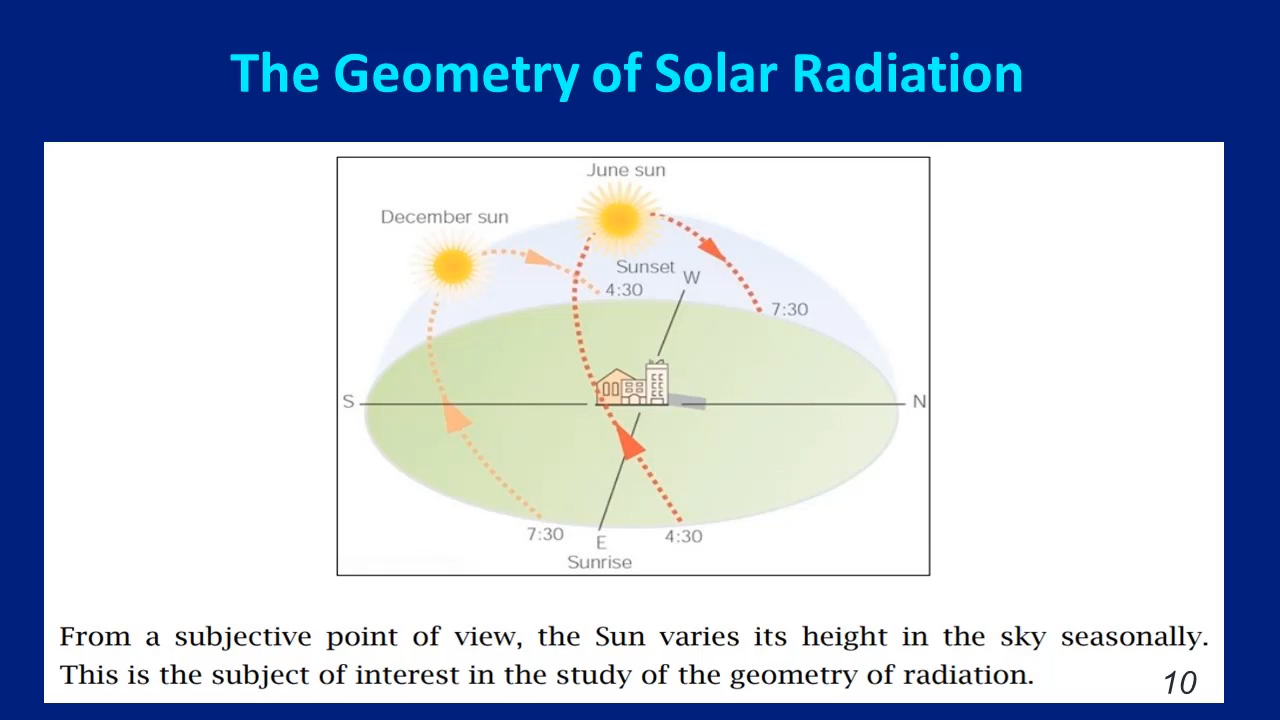 The Geometry of Solar Radiation
June sun
December sun
Sunset
W
4:30
7:30
S
N
7:30
E
4:30
Sunrise
From a subjective point of view, the Sun varies its height in the sky seasonally.
This is the subject of interest in the study of the geometry of radiation.
10